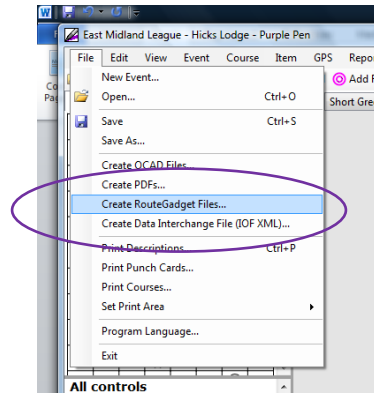 W
East Midland League - Hicks Lodge - Purple Pen
File Edit View Event Course Item GPS Repor
New Event...
Open... Ctrl+O
Add F
Short Gree
Save Ctrl+S
Save As...
Create OCAD Files...
Create PDFs...
Create RouteGadget Files...
Create Data Interchange File (IOF XML)...
Print Descriptions... Ctrl+P
Print Punch Cards...
Print Courses...
Set Print Area
Program Language...
Exit
All controls